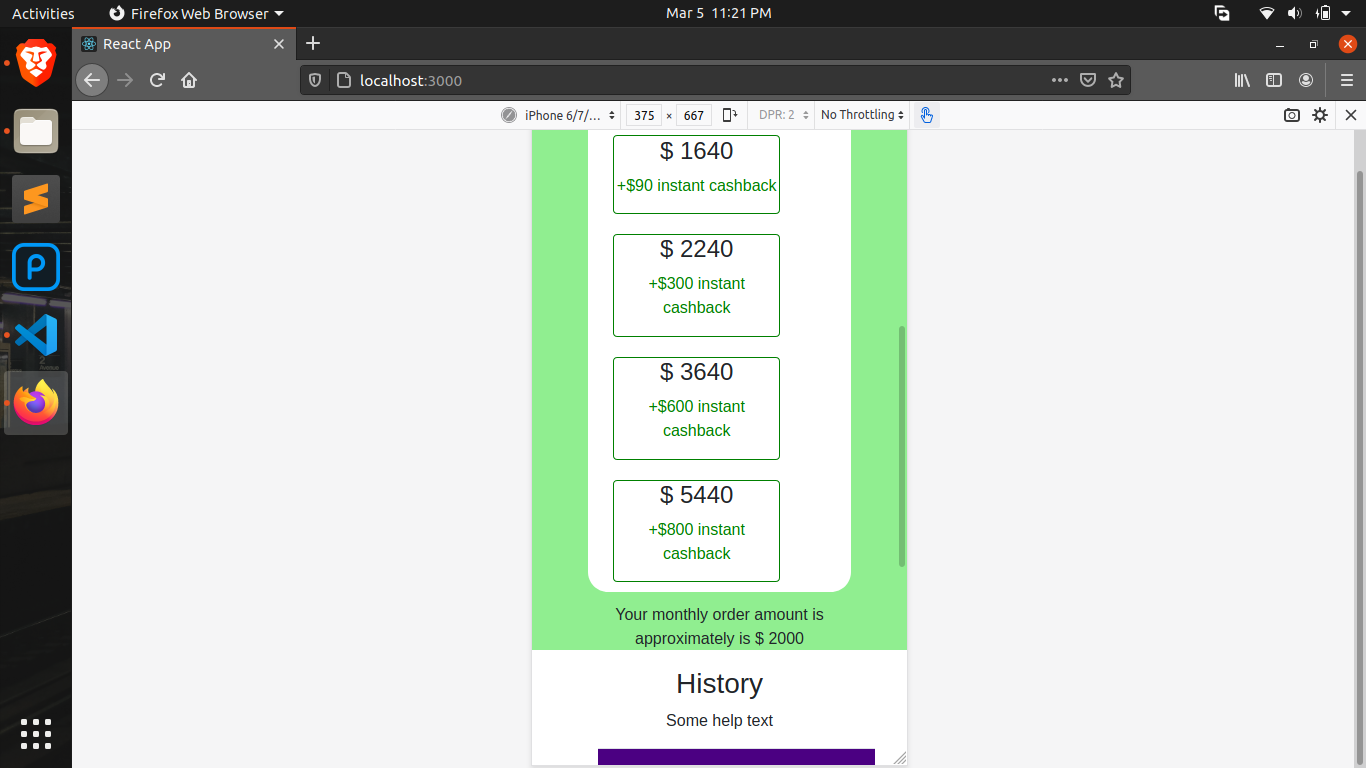 Activities
Firefox Web Browser
Mar 5 11:21 PM
React App
localhost:3000
iPhone 6/7/...
375 × 667
DPR: 2
No Throttling
$ 1640
+$90 instant cashback
$ 2240
+$300 instant
cashback
$ 3640
+$600 instant
cashback
$ 5440
+$800 instant
cashback
Your monthly order amount is
approximately is $ 2000
History
Some help text